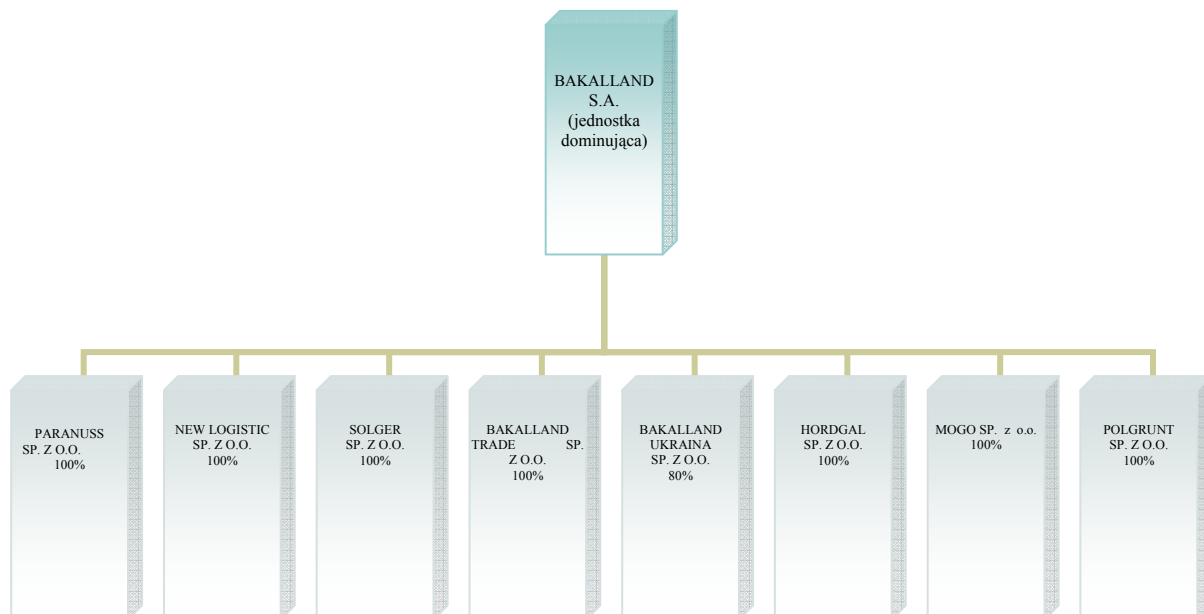 BAKALLAND
S.A.
(jednostka
dominująca)
PARANUSS
SP. Z O.O.
100%
NEW LOGISTIC
SP. Z O.O.
100%
SOLGER
SP. Z O.O.
100%
BAKALLAND
TRADE SP.
Z O.O.
100%
BAKALLAND
UKRAINA
SP. Z O.O.
80%
HORDGAL
SP. Z O.O.
100%
MOGO SP. z o.o.
100%
POLGRUNT
SP. Z O.O.
100%